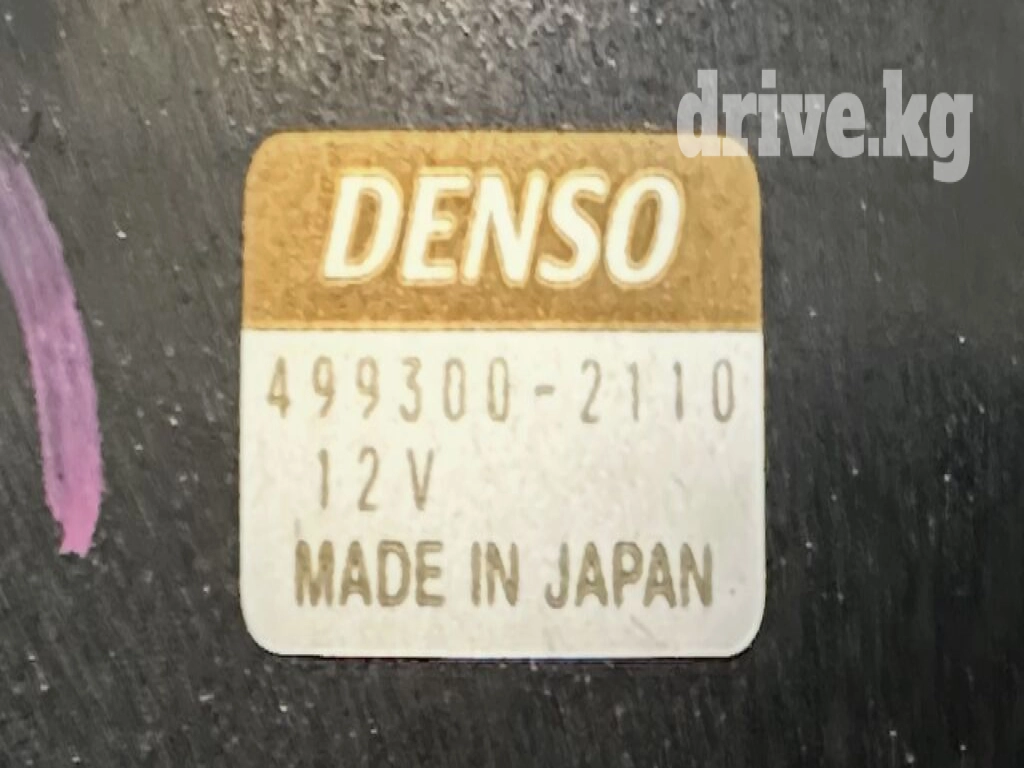 drive.kg
DENSO
499300-2110
12V
MADE IN JAPAN